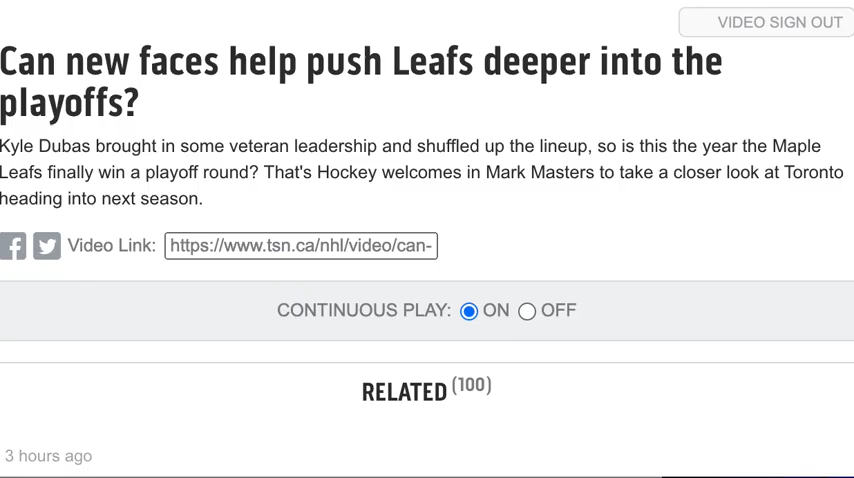 VIDEO SIGN OUT
Can new faces help push Leafs deeper into the
playoffs?
Kyle Dubas brought in some veteran leadership and shuffled up the lineup, so is this the year the Maple
Leafs finally win a playoff round? That's Hockey welcomes in Mark Masters to take a closer look at Toronto
heading into next season.
Video Link: https://www.tsn.ca/nhl/video/can-
CONTINUOUS PLAY: ON OFF
RELATED (100)
3 hours ago